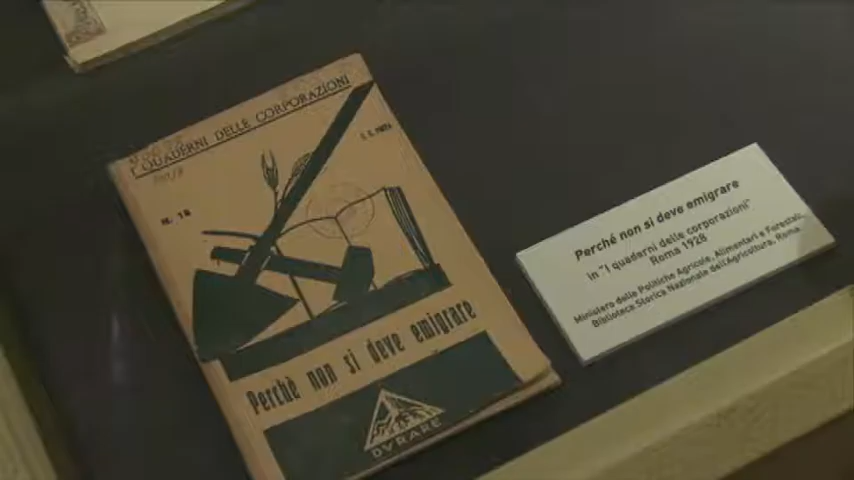 I QUADERNI DELLE CORPORAZIONI
N. 18
Perchè non si deve emigrare
DVRARE
Perché non si deve emigrare
in "I quaderni delle corporazioni"
Roma 1928
Ministero delle Politiche Agricole, Alimentari e Forestali,
Biblioteca Storica Nazionale dell'Agricoltura, Roma